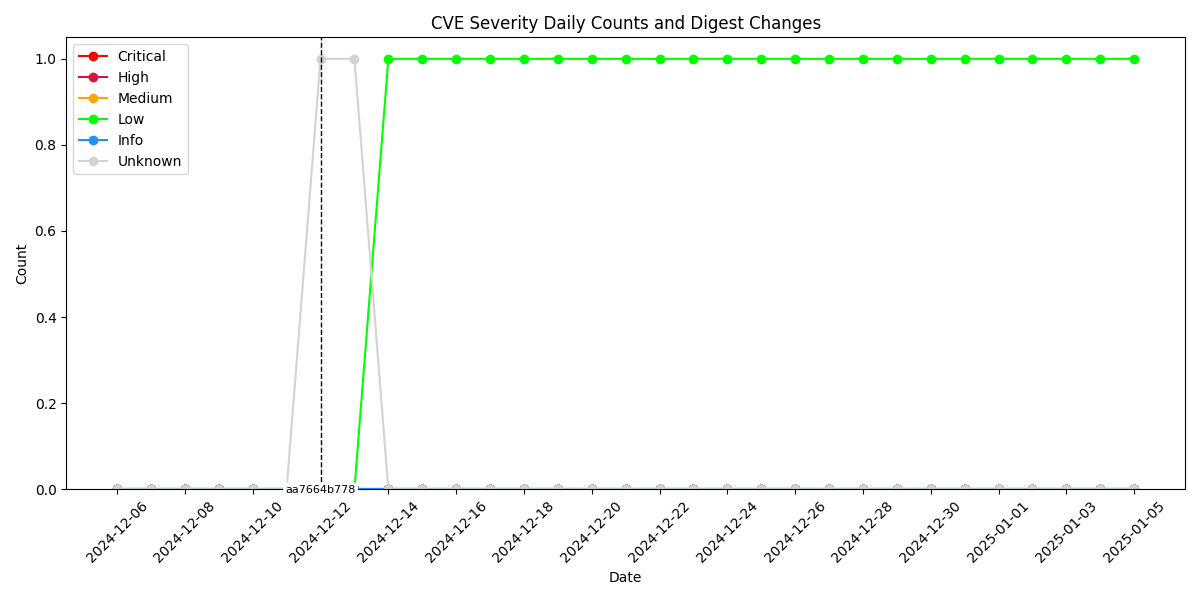 CVE Severity Daily Counts and Digest Changes
Critical
High
Medium
Low
Info
Unknown
1.0
0.8
0.6
0.4
0.2
0.0
Count
aa7664b778
2024-12-06
2024-12-08
2024-12-10
2024-12-12
2024-12-14
2024-12-16
2024-12-18
2024-12-20
2024-12-22
2024-12-24
2024-12-26
2024-12-28
2024-12-30
2025-01-01
2025-01-03
2025-01-05
Date